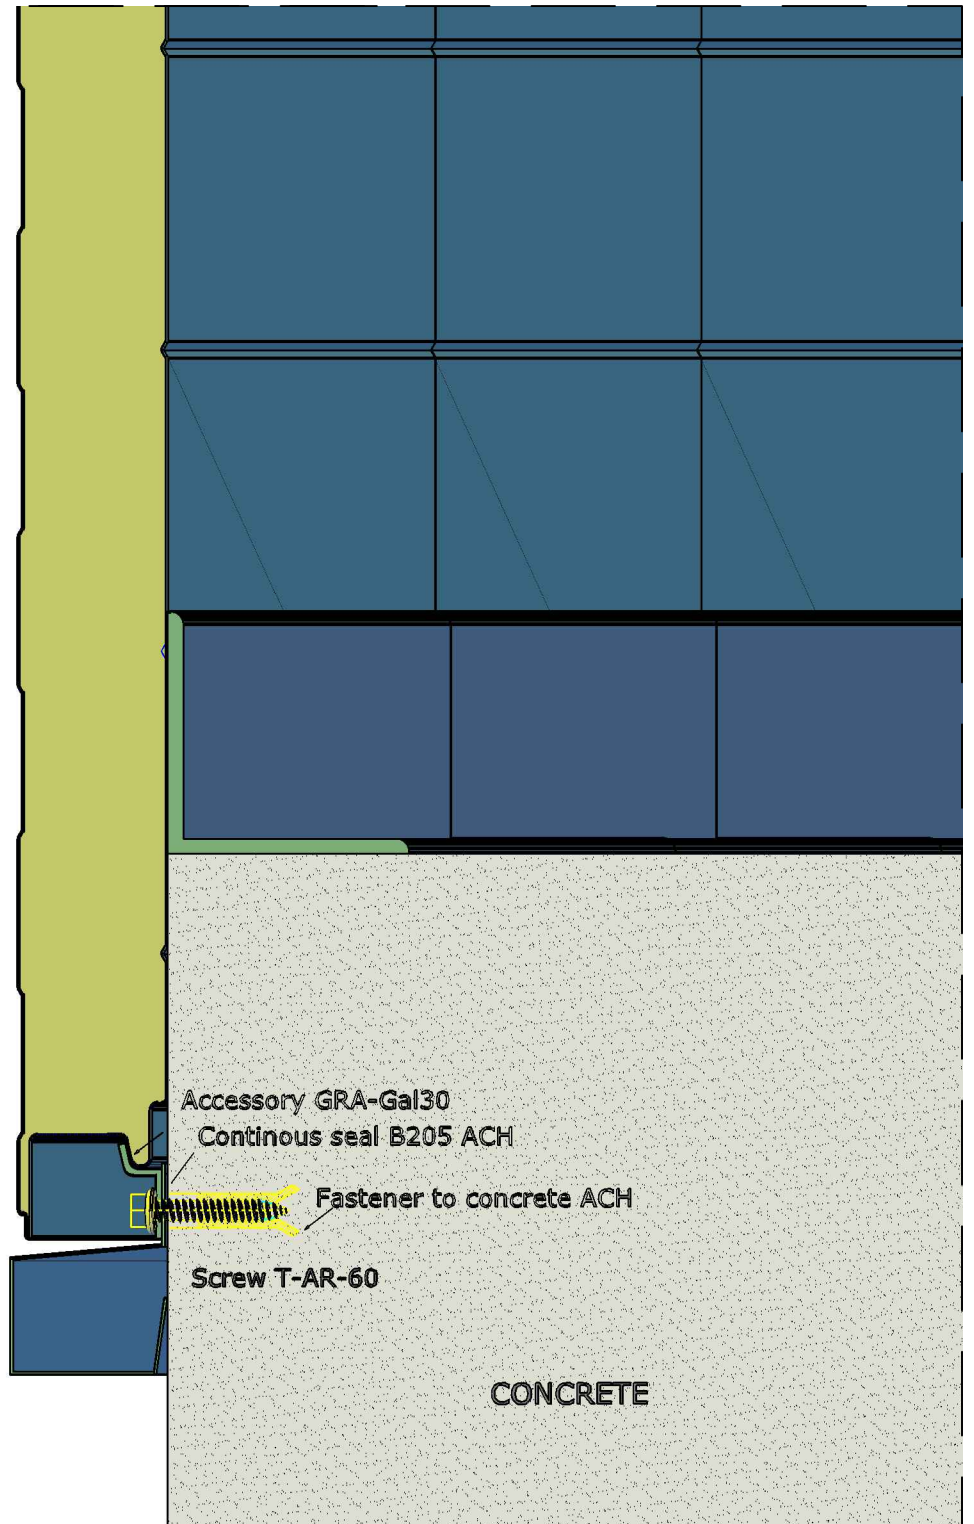 Accessory GRA-Gal30
Continous seal B205 ACH
Fastener to concrete ACH
Screw T-AR-60
CONCRETE